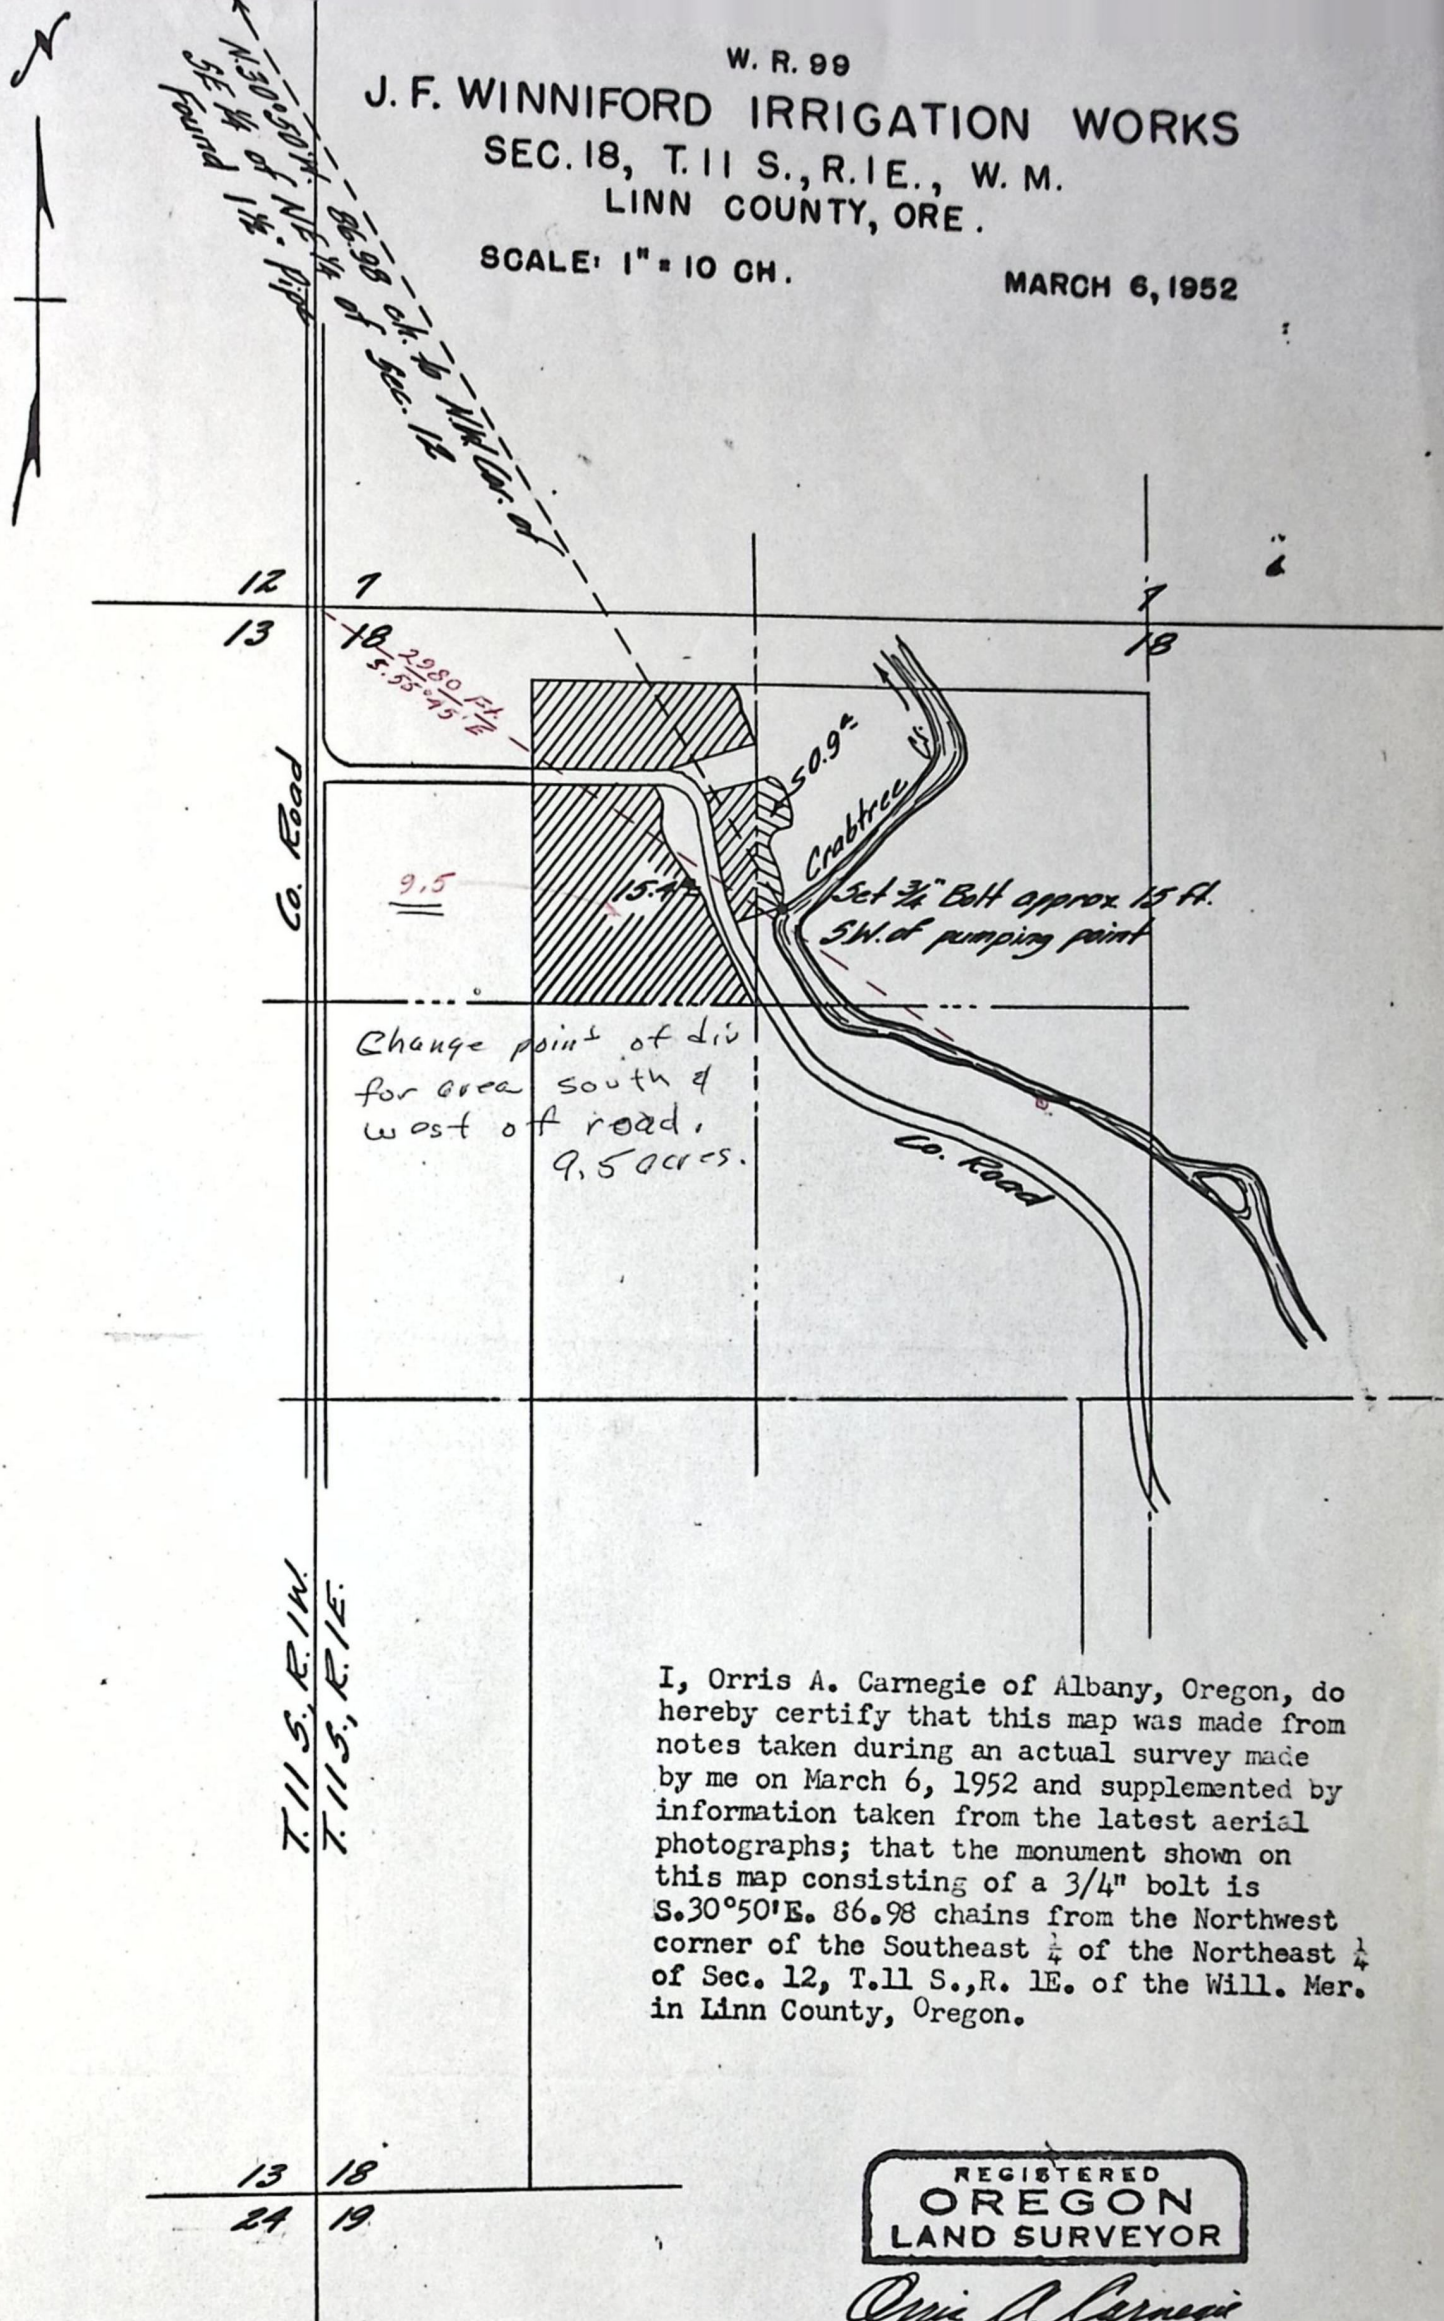 N
W. R. 99
J. F. WINNIFORD IRRIGATION WORKS
SEC. 18, T. 11 S., R. 1 E., W. M.
LINN COUNTY, ORE.
SCALE: 1" = 10 CH.
MARCH 6, 1952
N.30°50'W. 86.98 ch. to N.W. Cor. of
SE 1/4 of NE 1/4 of Sec. 12
Found 1 1/2" Pipe
12 7
13 18
7
18
2980 Ft.
S.55°45'E
Co. Road
0.9 a
Crabtree Cr.
9.5
15.4
Set 3/4" Bolt approx 15 ft.
S.W. of pumping point
Change point of div
for area south &
west of road.
9.5 acres.
Co. Road
T. 11 S., R. 1 W.
T. 11 S., R. 1 E.
I, Orris A. Carnegie of Albany, Oregon, do
hereby certify that this map was made from
notes taken during an actual survey made
by me on March 6, 1952 and supplemented by
information taken from the latest aerial
photographs; that the monument shown on
this map consisting of a 3/4" bolt is
S.30°50'E. 86.98 chains from the Northwest
corner of the Southeast 1/4 of the Northeast 1/4
of Sec. 12, T.11 S.,R. 1E. of the Will. Mer.
in Linn County, Oregon.
13 18
24 19
REGISTERED
OREGON
LAND SURVEYOR
Orris A Carnegie